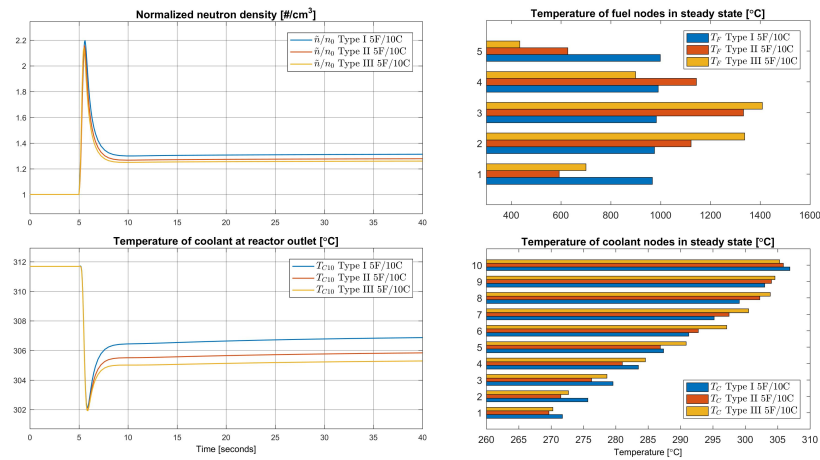 Normalized neutron density [#/cm³]
2.2
2
1.8
1.6
1.4
1.2
1
0 5 10 15 20 25 30 35 40
ñ/n₀ Type I 5F/10C
ñ/n₀ Type II 5F/10C
ñ/n₀ Type III 5F/10C
Temperature of fuel nodes in steady state [°C]
5
4
3
2
1
400 600 800 1000 1200 1400 1600
T_F Type I 5F/10C
T_F Type II 5F/10C
T_F Type III 5F/10C
Temperature of coolant at reactor outlet [°C]
312
310
308
306
304
302
0 5 10 15 20 25 30 35 40
Time [seconds]
T_C10 Type I 5F/10C
T_C10 Type II 5F/10C
T_C10 Type III 5F/10C
Temperature of coolant nodes in steady state [°C]
10
9
8
7
6
5
4
3
2
1
260 265 270 275 280 285 290 295 300 305 310
Temperature [°C]
T_C Type I 5F/10C
T_C Type II 5F/10C
T_C Type III 5F/10C